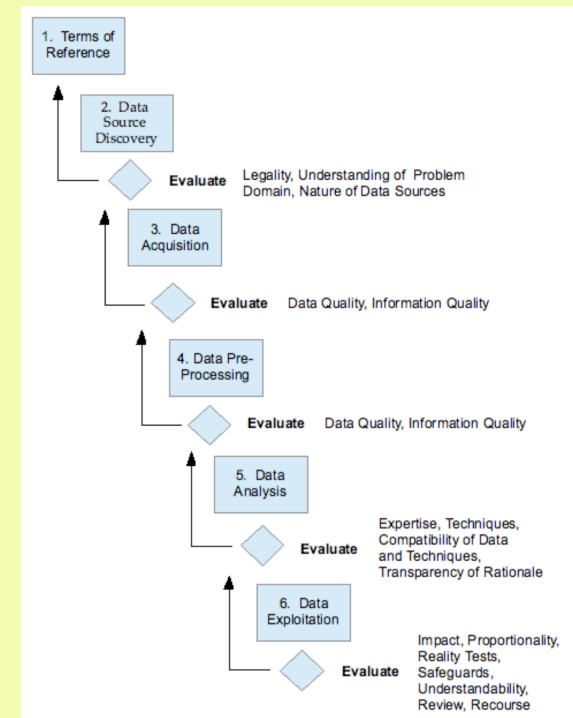 1. Terms of
Reference
2. Data
Source
Discovery
Evaluate Legality, Understanding of Problem
Domain, Nature of Data Sources
3. Data
Acquisition
Evaluate Data Quality, Information Quality
4. Data Pre-
Processing
Evaluate Data Quality, Information Quality
5. Data
Analysis
Evaluate Expertise, Techniques,
Compatibility of Data
and Techniques,
Transparency of Rationale
6. Data
Exploitation
Evaluate Impact, Proportionality,
Reality Tests,
Safeguards,
Understandability,
Review, Recourse